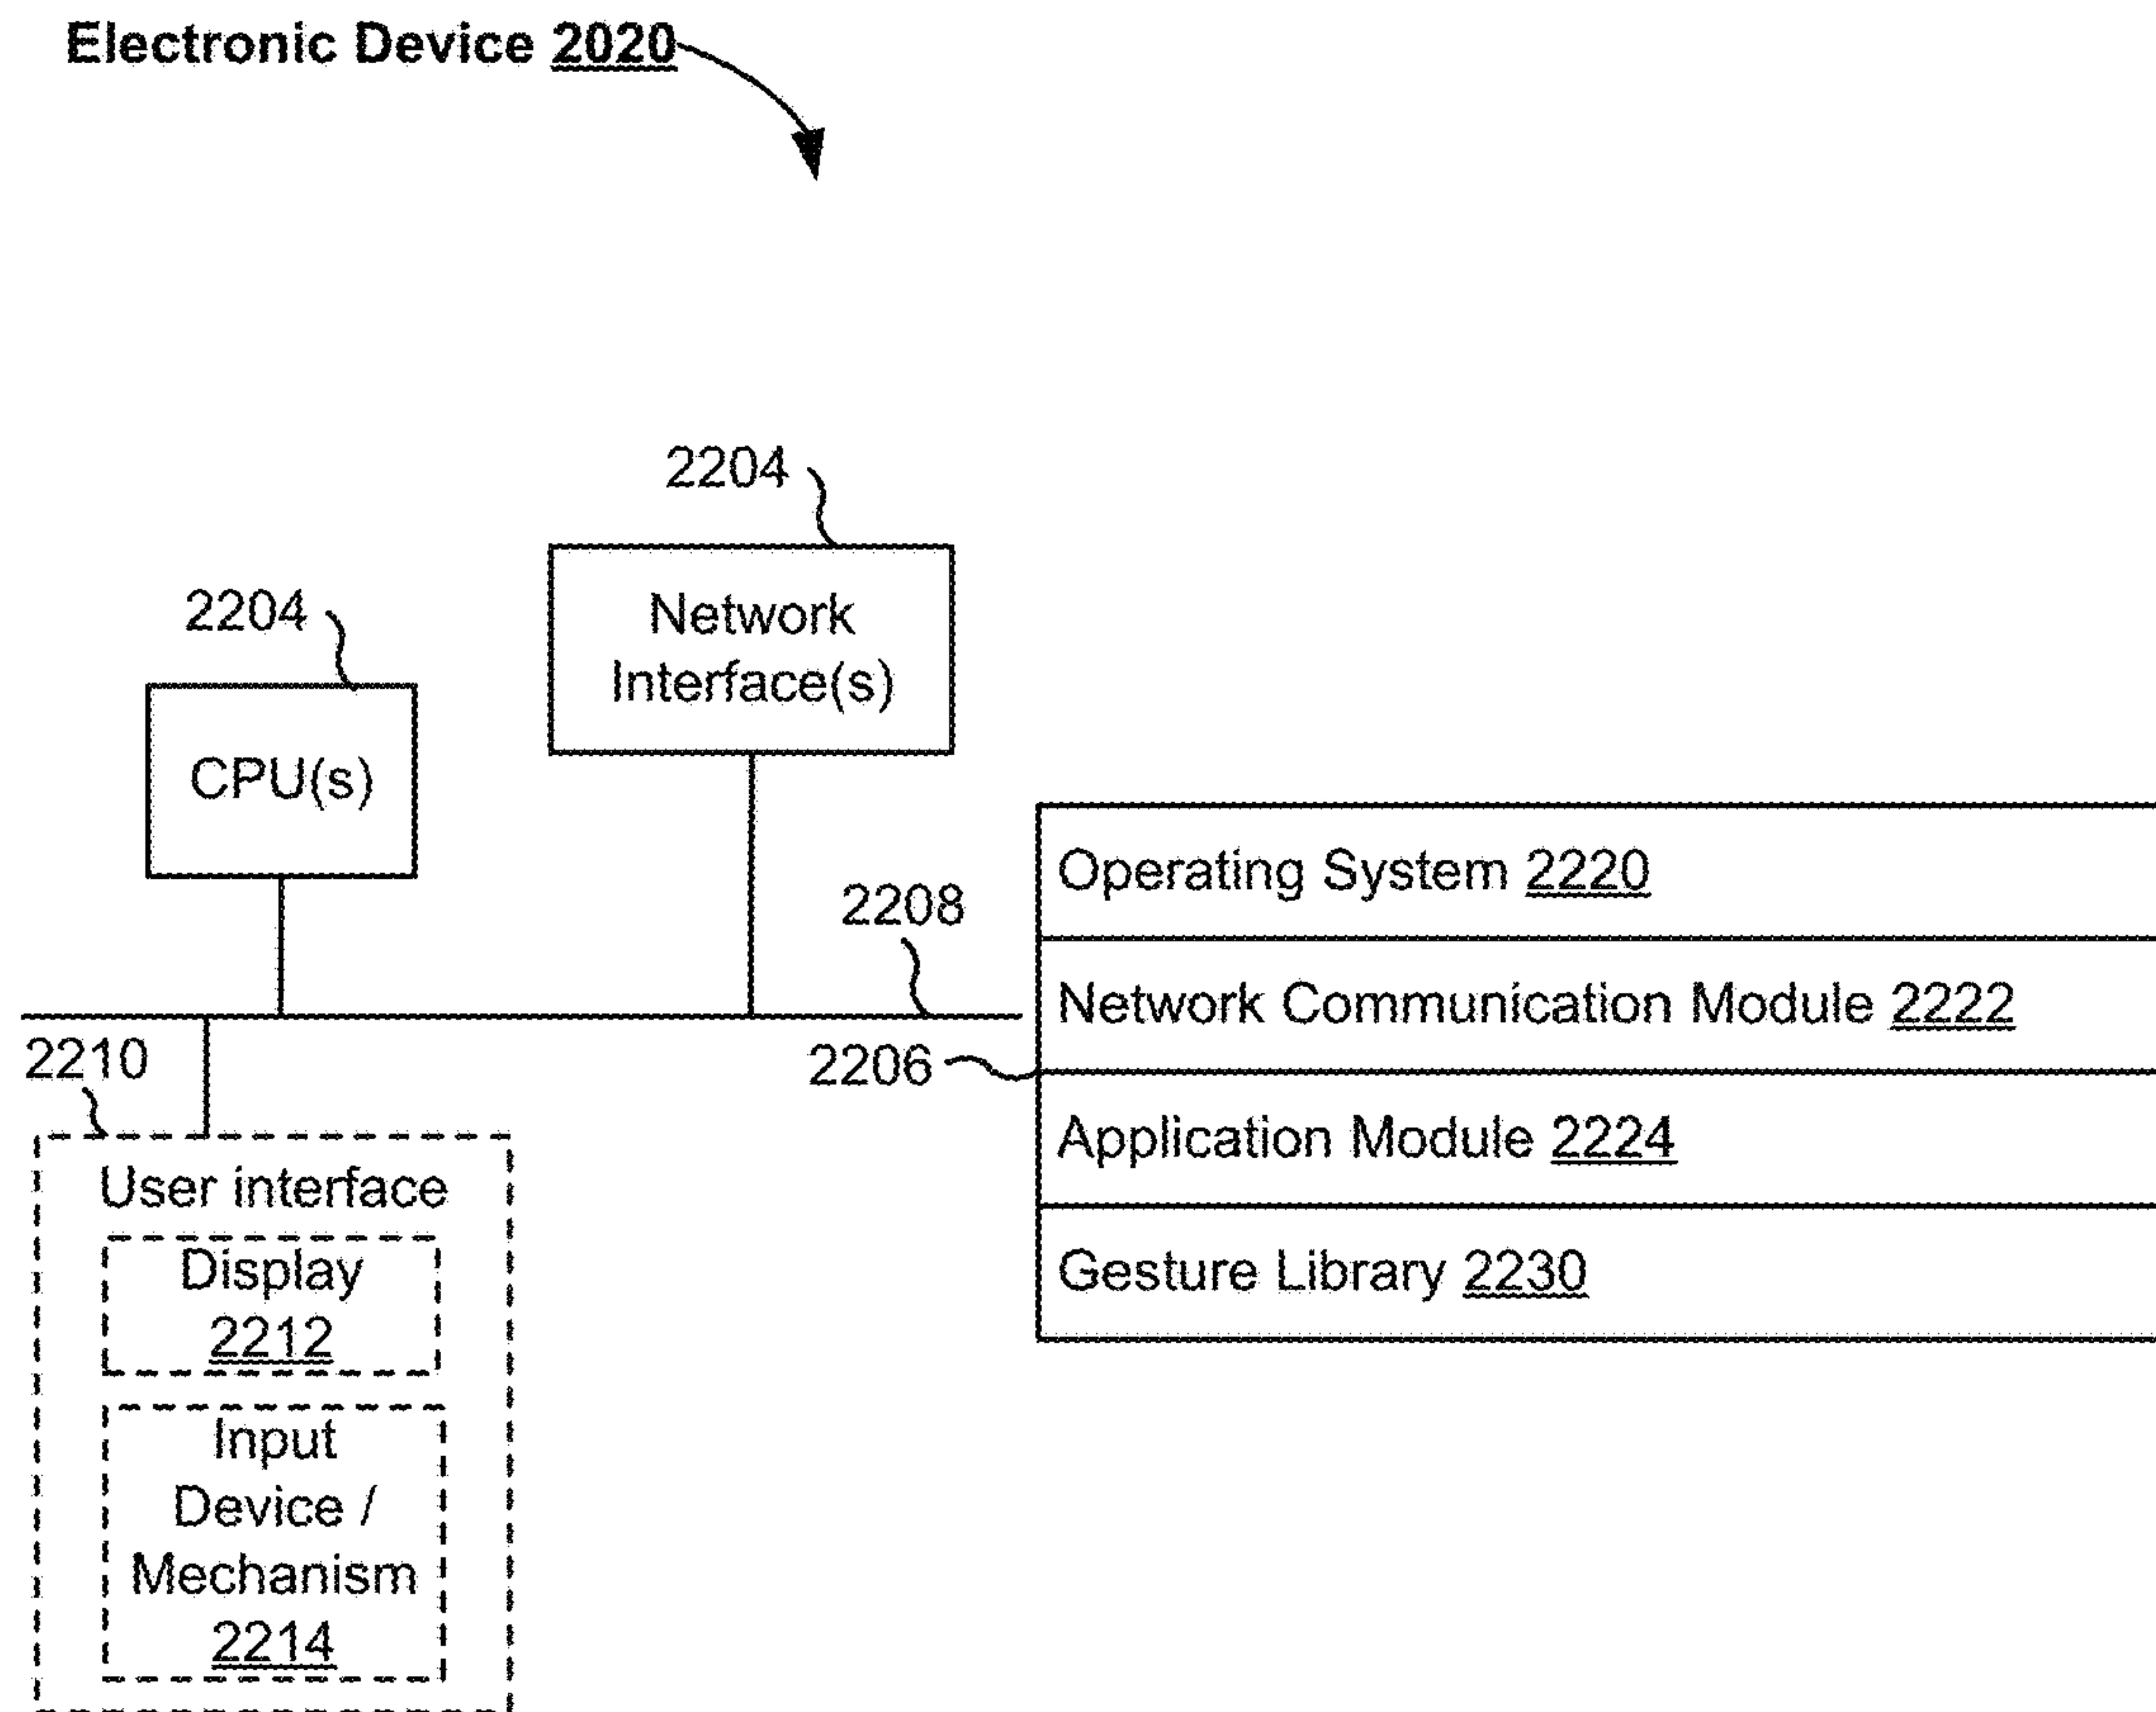 Electronic Device 2020
2204
Network
Interface(s)
2204
CPU(s)
2208
2206
Operating System 2220
Network Communication Module 2222
Application Module 2224
Gesture Library 2230
2210
User interface
Display
2212
Input
Device /
Mechanism
2214